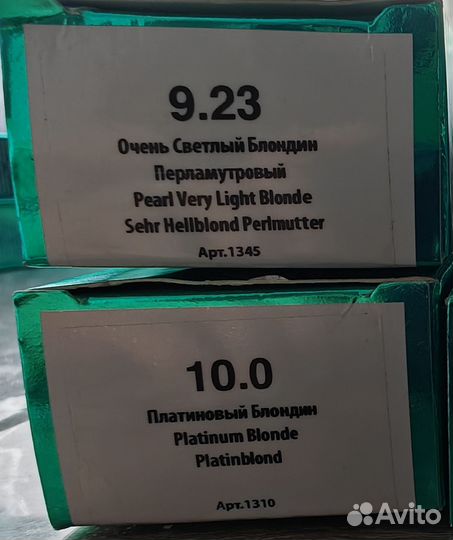 9.23
Очень Светлый Блондин
Перламутровый
Pearl Very Light Blonde
Sehr Hellblond Perlmutter
Арт.1345
10.0
Платиновый Блондин
Platinum Blonde
Platinblond
Арт.1310
Avito